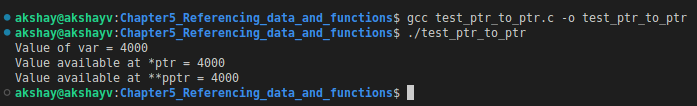 akshay@akshayv:Chapter5_Referencing_data_and_functions$ gcc test_ptr_to_ptr.c -o test_ptr_to_ptr
akshay@akshayv:Chapter5_Referencing_data_and_functions$ ./test_ptr_to_ptr
Value of var = 4000
Value available at *ptr = 4000
Value available at **pptr = 4000
akshay@akshayv:Chapter5_Referencing_data_and_functions$